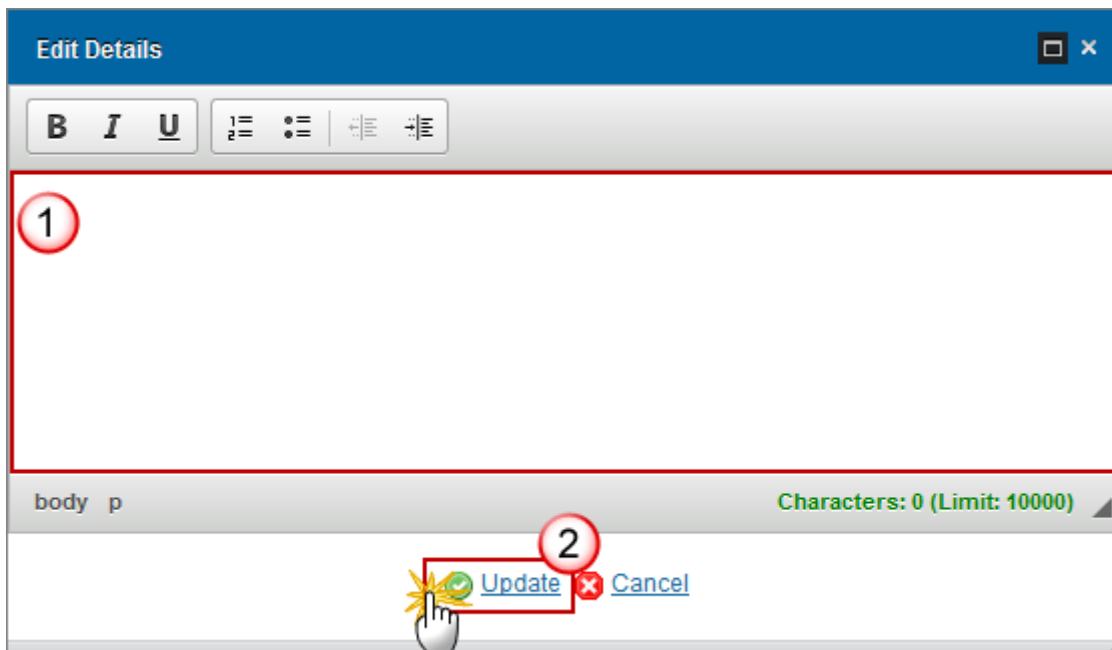 Edit Details
B I U
1
body p Characters: 0 (Limit: 10000)
2
Update Cancel